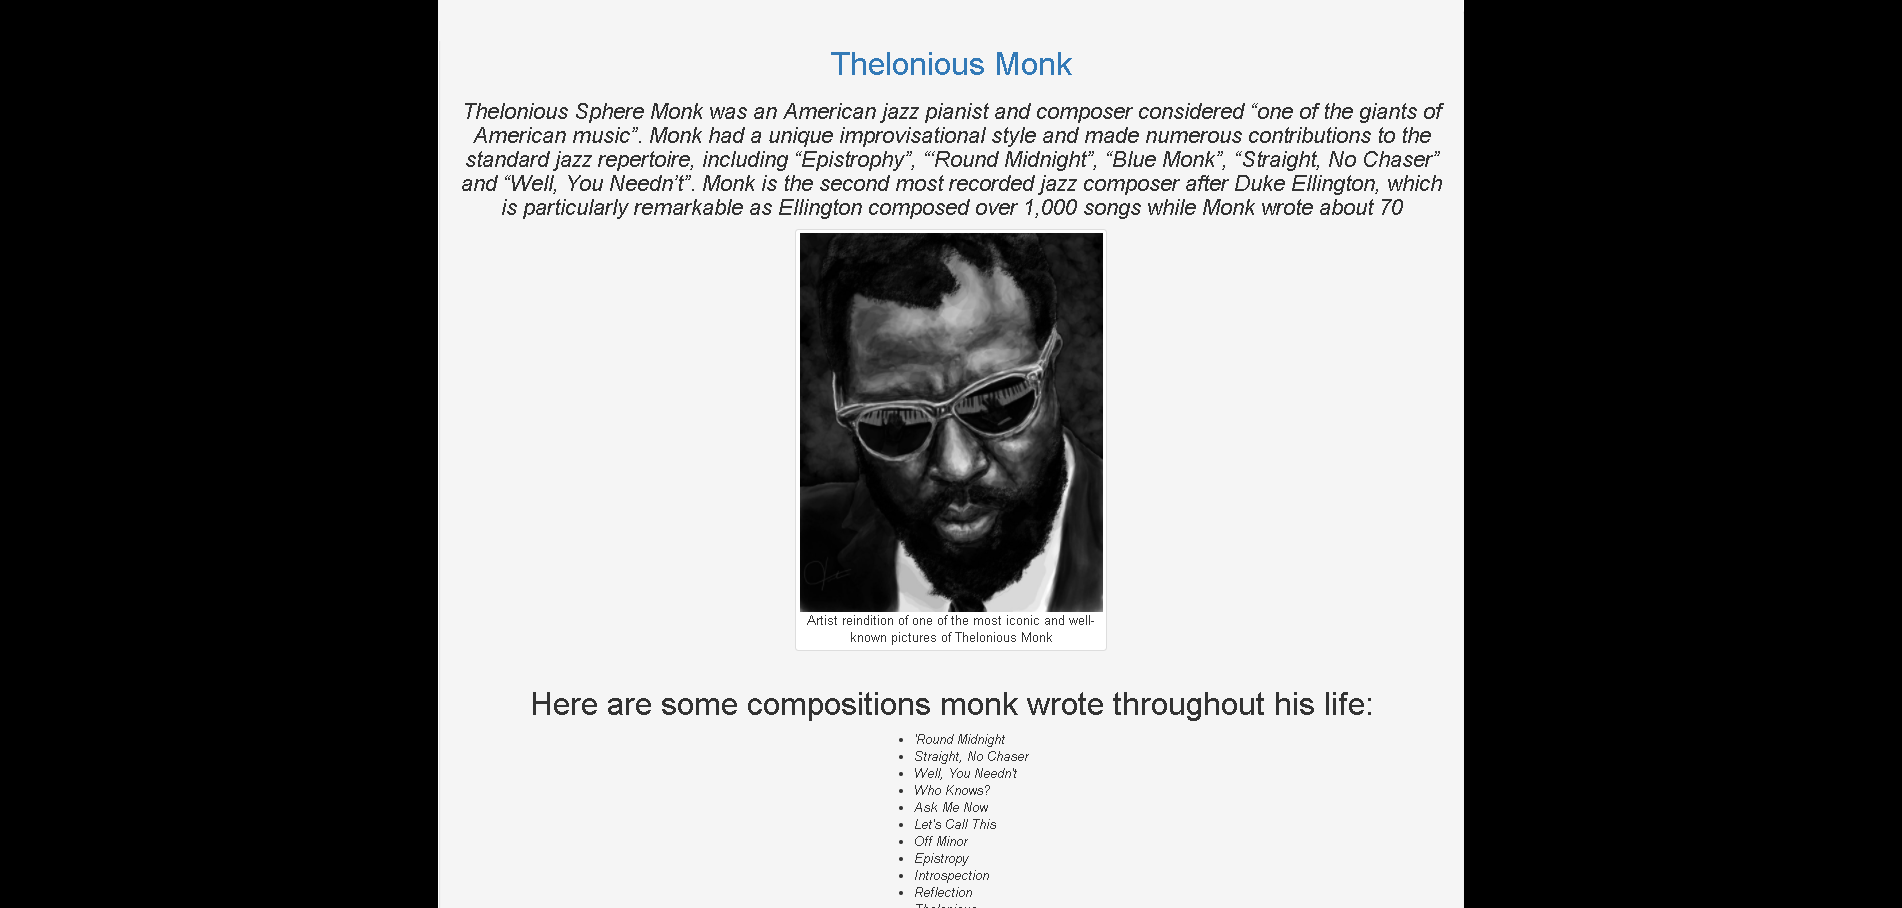 Thelonious Monk
Thelonious Sphere Monk was an American jazz pianist and composer considered “one of the giants of
American music”. Monk had a unique improvisational style and made numerous contributions to the
standard jazz repertoire, including “Epistrophy”, “‘Round Midnight”, “Blue Monk”, “Straight, No Chaser”
and “Well, You Needn’t”. Monk is the second most recorded jazz composer after Duke Ellington, which
is particularly remarkable as Ellington composed over 1,000 songs while Monk wrote about 70
Artist reindition of one of the most iconic and well-
known pictures of Thelonious Monk
Here are some compositions monk wrote throughout his life:
'Round Midnight
Straight, No Chaser
Well, You Needn't
Who Knows?
Ask Me Now
Let's Call This
Off Minor
Epistropy
Introspection
Reflection